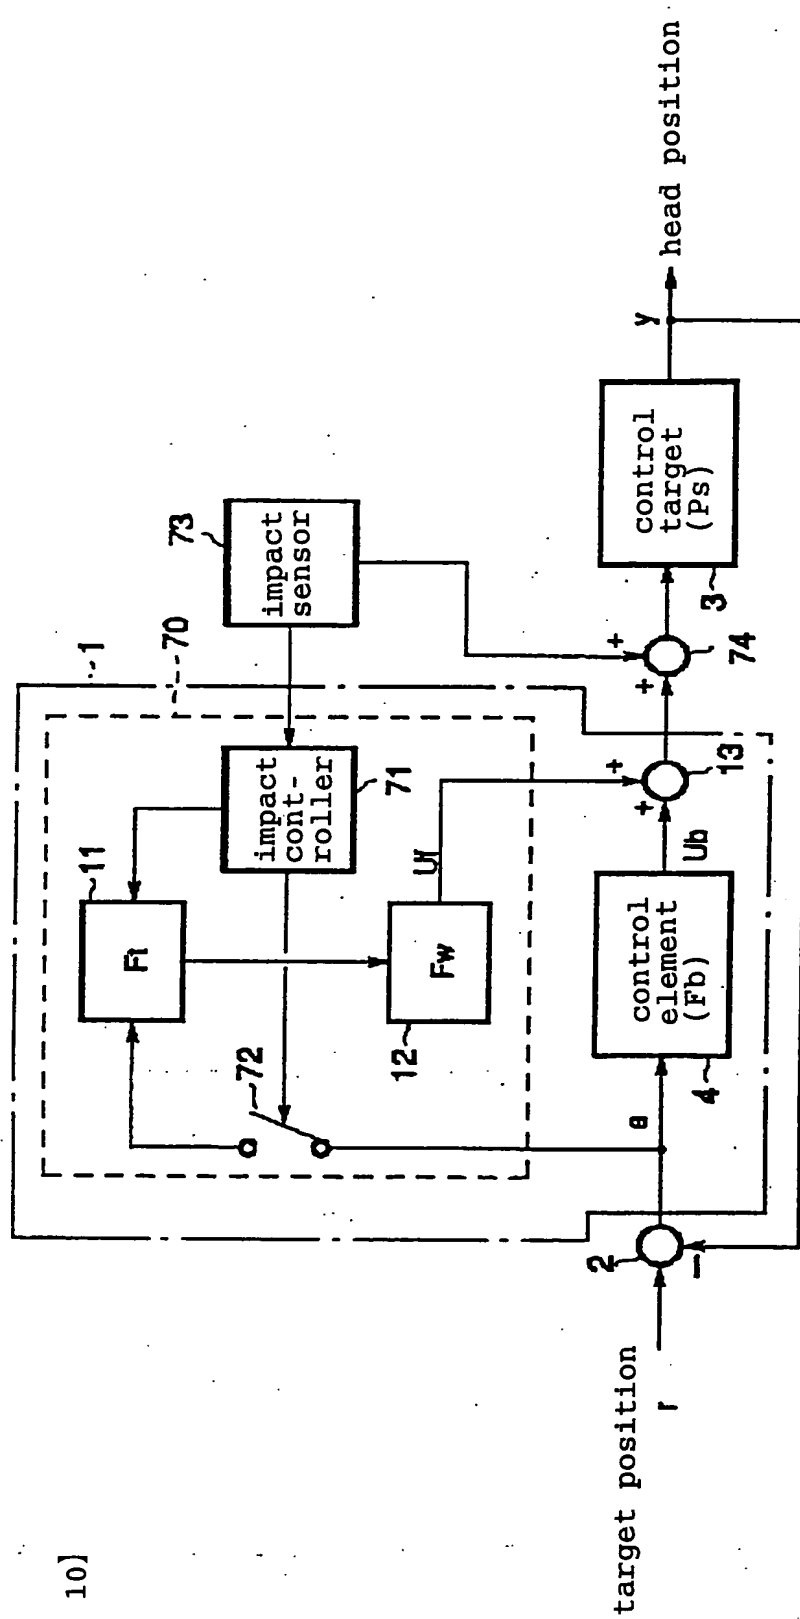 10]
1
70
73
impact
sensor
11
Ft
impact
cont-
roller
71
72
12
Fw
Uf
target position
r
2
−
e
control
element
(Fb)
4
Ub
+
+
13
+
+
74
control
target
(Ps)
3
y
head position